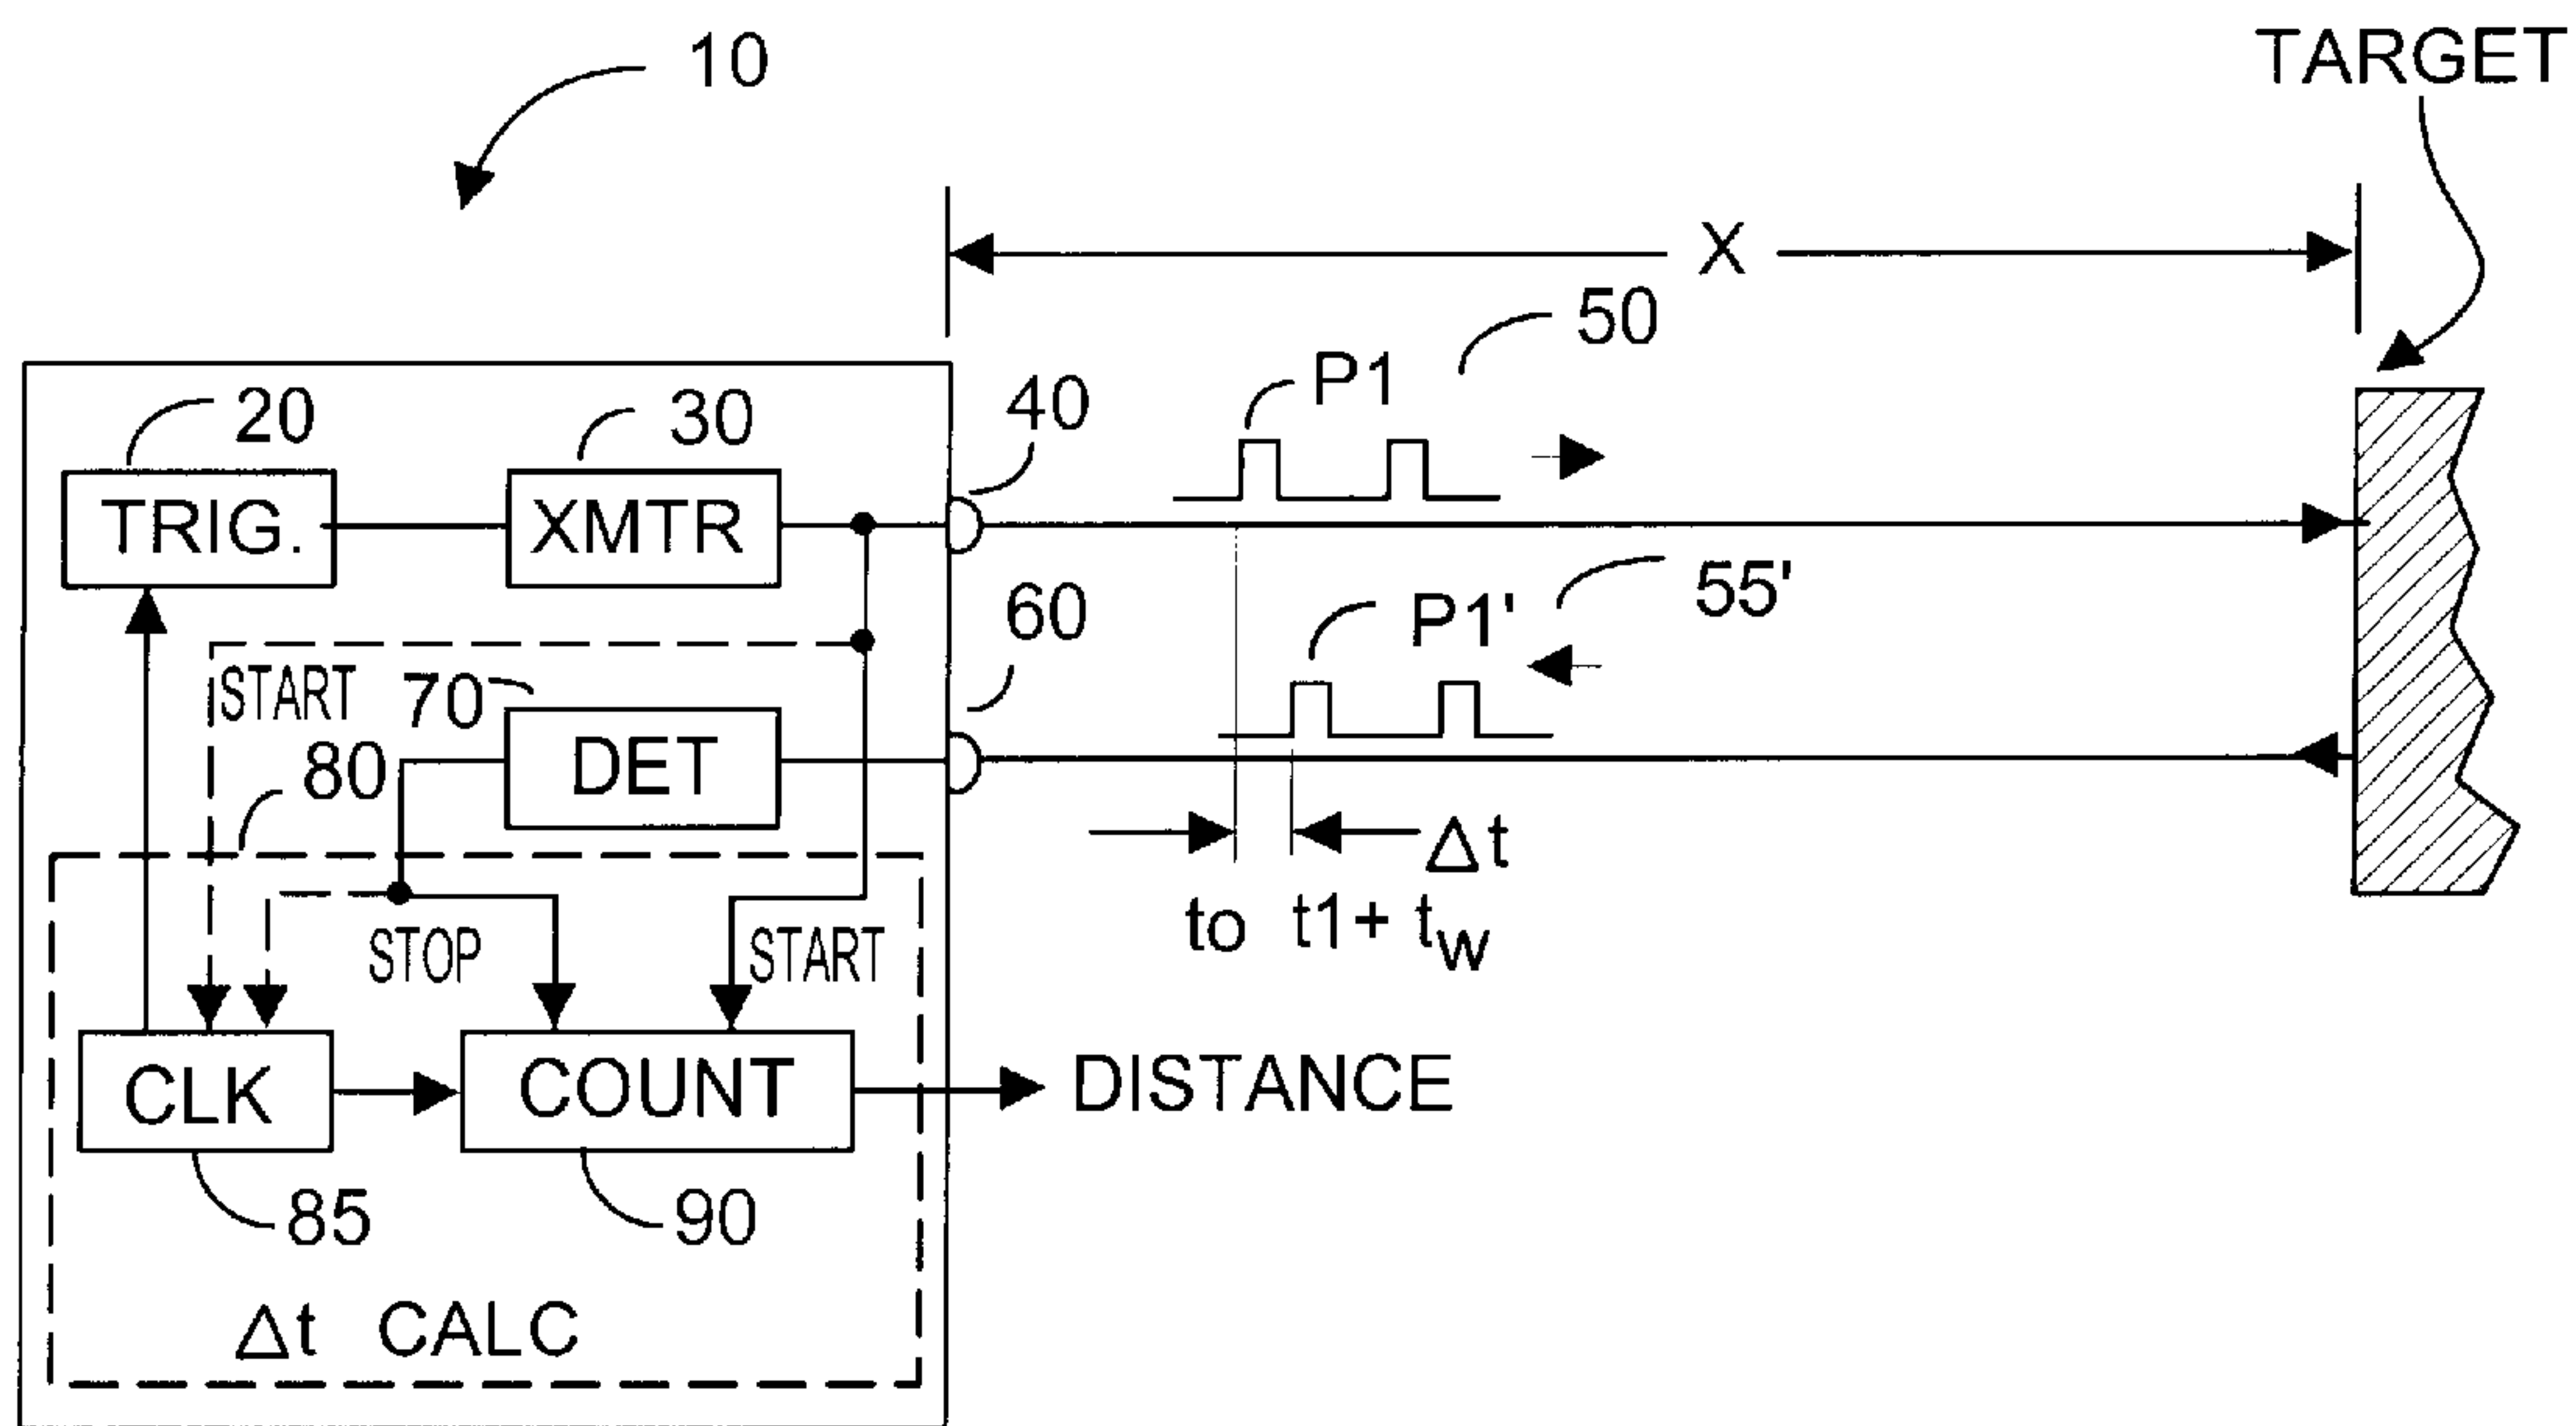 10
TARGET
X
50
P1
20
30
40
TRIG.
XMTR
55'
P1'
60
START
70
DET
80
Δt
to t1+ tw
STOP
START
CLK
COUNT
DISTANCE
85
90
Δt CALC